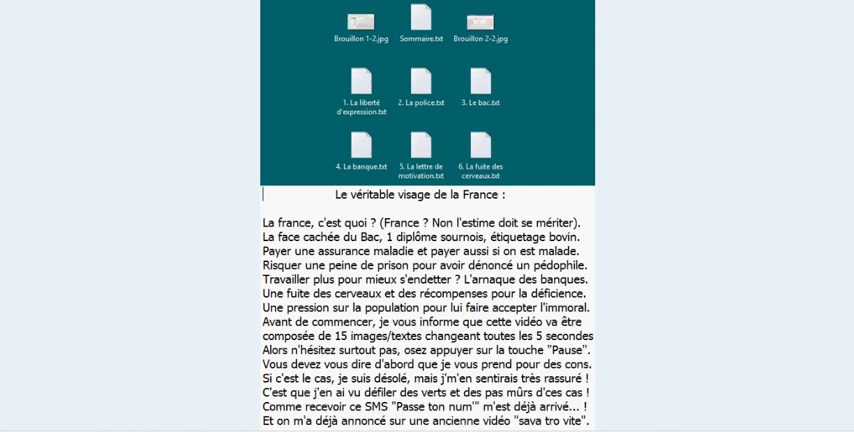 Brouillon 1-2.jpg
Sommaire.txt
Brouillon 2-2.jpg
1. La liberté
d'expression.txt
2. La police.txt
3. Le bac.txt
4. La banque.txt
5. La lettre de
motivation.txt
6. La fuite des
cerveaux.txt
Le véritable visage de la France :
La france, c'est quoi ? (France ? Non l'estime doit se mériter).
La face cachée du Bac, 1 diplôme sournois, étiquetage bovin.
Payer une assurance maladie et payer aussi si on est malade.
Risquer une peine de prison pour avoir dénoncé un pédophile.
Travailler plus pour mieux s'endetter ? L'arnaque des banques.
Une fuite des cerveaux et des récompenses pour la déficience.
Une pression sur la population pour lui faire accepter l'immoral.
Avant de commencer, je vous informe que cette vidéo va être
composée de 15 images/textes changeant toutes les 5 secondes
Alors n'hésitez surtout pas, osez appuyer sur la touche "Pause".
Vous devez vous dire d'abord que je vous prend pour des cons.
Si c'est le cas, je suis désolé, mais j'm'en sentirais très rassuré !
C'est que j'en ai vu défiler des verts et des pas mûrs d'ces cas !
Comme recevoir ce SMS "Passe ton num'" m'est déjà arrivé... !
Et on m'a déjà annoncé sur une ancienne vidéo "sava tro vite".